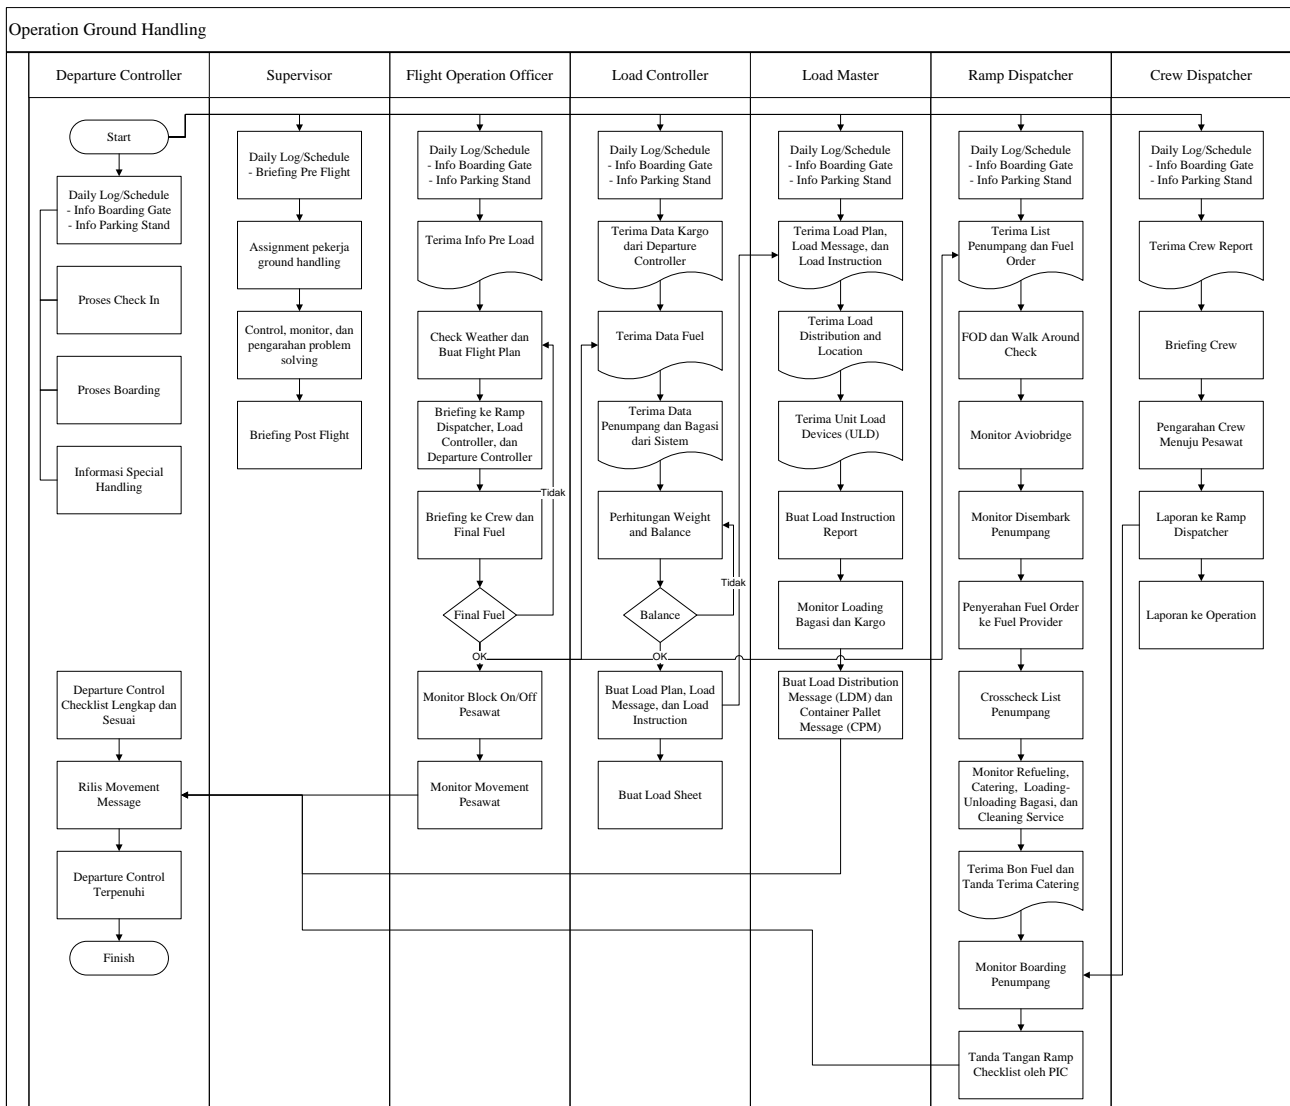 Operation Ground Handling
Departure Controller
Supervisor
Flight Operation Officer
Load Controller
Load Master
Ramp Dispatcher
Crew Dispatcher
Start
Daily Log/Schedule
- Info Boarding Gate
- Info Parking Stand
Proses Check In
Proses Boarding
Informasi Special
Handling
Departure Control
Checklist Lengkap dan
Sesuai
Rilis Movement
Message
Departure Control
Terpenuhi
Finish
Daily Log/Schedule
- Briefing Pre Flight
Assignment pekerja
ground handling
Control, monitor, dan
pengarahan problem
solving
Briefing Post Flight
Daily Log/Schedule
- Info Boarding Gate
- Info Parking Stand
Terima Info Pre Load
Check Weather dan
Buat Flight Plan
Briefing ke Ramp
Dispatcher, Load
Controller, dan
Departure Controller
Tidak
Briefing ke Crew dan
Final Fuel
Final Fuel
OK
Monitor Block On/Off
Pesawat
Monitor Movement
Pesawat
Daily Log/Schedule
- Info Boarding Gate
- Info Parking Stand
Terima Data Kargo
dari Departure
Controller
Terima Data Fuel
Terima Data
Penumpang dan Bagasi
dari Sistem
Perhitungan Weight
and Balance
Tidak
Balance
OK
Buat Load Plan, Load
Message, dan Load
Instruction
Buat Load Sheet
Daily Log/Schedule
- Info Boarding Gate
- Info Parking Stand
Terima Load Plan,
Load Message, dan
Load Instruction
Terima Load
Distribution and
Location
Terima Unit Load
Devices (ULD)
Buat Load Instruction
Report
Monitor Loading
Bagasi dan Kargo
Buat Load Distribution
Message (LDM) dan
Container Pallet
Message (CPM)
Daily Log/Schedule
- Info Boarding Gate
- Info Parking Stand
Terima List
Penumpang dan Fuel
Order
FOD dan Walk Around
Check
Monitor Aviobridge
Monitor Disembark
Penumpang
Penyerahan Fuel Order
ke Fuel Provider
Crosscheck List
Penumpang
Monitor Refueling,
Catering,  Loading-
Unloading Bagasi, dan
Cleaning Service
Terima Bon Fuel dan
Tanda Terima Catering
Monitor Boarding
Penumpang
Tanda Tangan Ramp
Checklist oleh PIC
Daily Log/Schedule
- Info Boarding Gate
- Info Parking Stand
Terima Crew Report
Briefing Crew
Pengarahan Crew
Menuju Pesawat
Laporan ke Ramp
Dispatcher
Laporan ke Operation